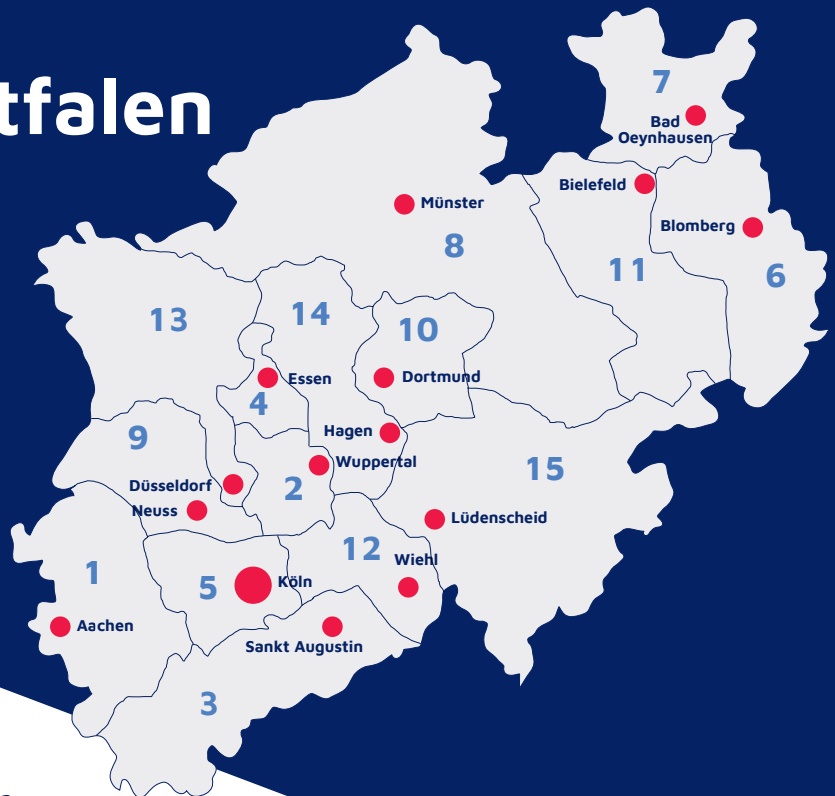 tfalen
7
Bad
Oeynhausen
Bielefeld
Münster
Blomberg
8
11
6
13
14
10
Essen
Dortmund
4
9
Hagen
Wuppertal
15
Düsseldorf
2
Neuss
Lüdenscheid
12
Wiehl
1
5
Köln
Aachen
Sankt Augustin
3